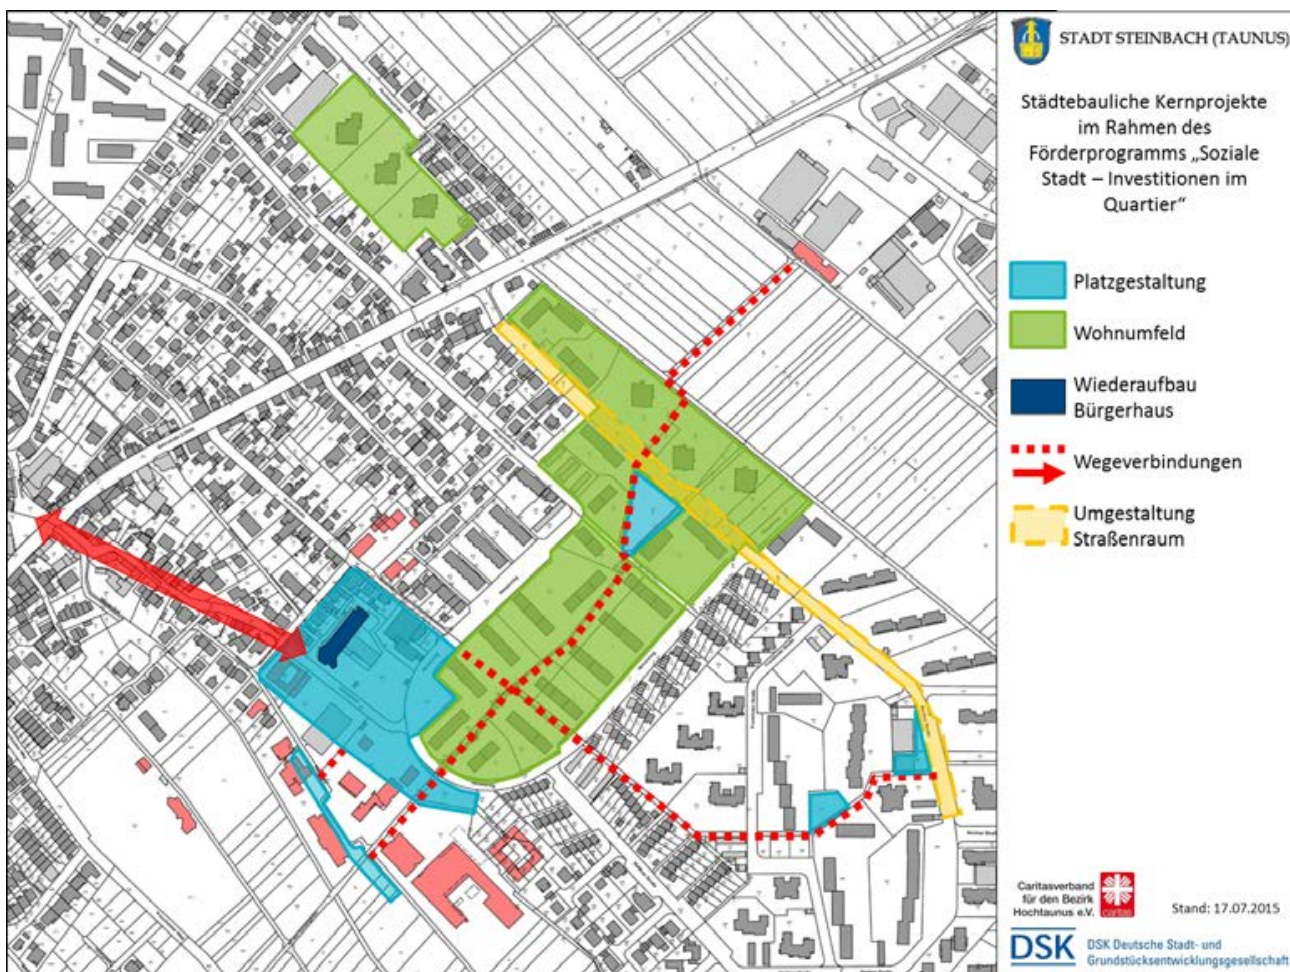 STADT STEINBACH (TAUNUS)
Städtebauliche Kernprojekte
im Rahmen des
Förderprogramms „Soziale
Stadt – Investitionen im
Quartier“
Platzgestaltung
Wohnumfeld
Wiederaufbau
Bürgerhaus
Wegeverbindungen
Umgestaltung
Straßenraum
Caritasverband
für den Bezirk
Hochtaunus e.V.
caritas
Stand: 17.07.2015
DSK
DSK Deutsche Stadt- und
Grundstücksentwicklungsgesellschaft